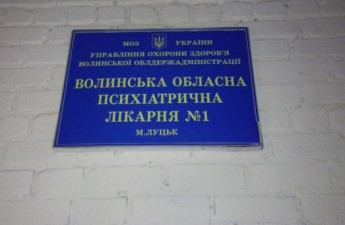 МОЗ УКРАЇНИ
УПРАВЛІННЯ ОХОРОНИ ЗДОРОВ'Я
ВОЛИНСЬКОЇ ОБЛДЕРЖАДМІНІСТРАЦІЇ
ВОЛИНСЬКА ОБЛАСНА
ПСИХІАТРИЧНА
ЛІКАРНЯ №1
М.ЛУЦЬК